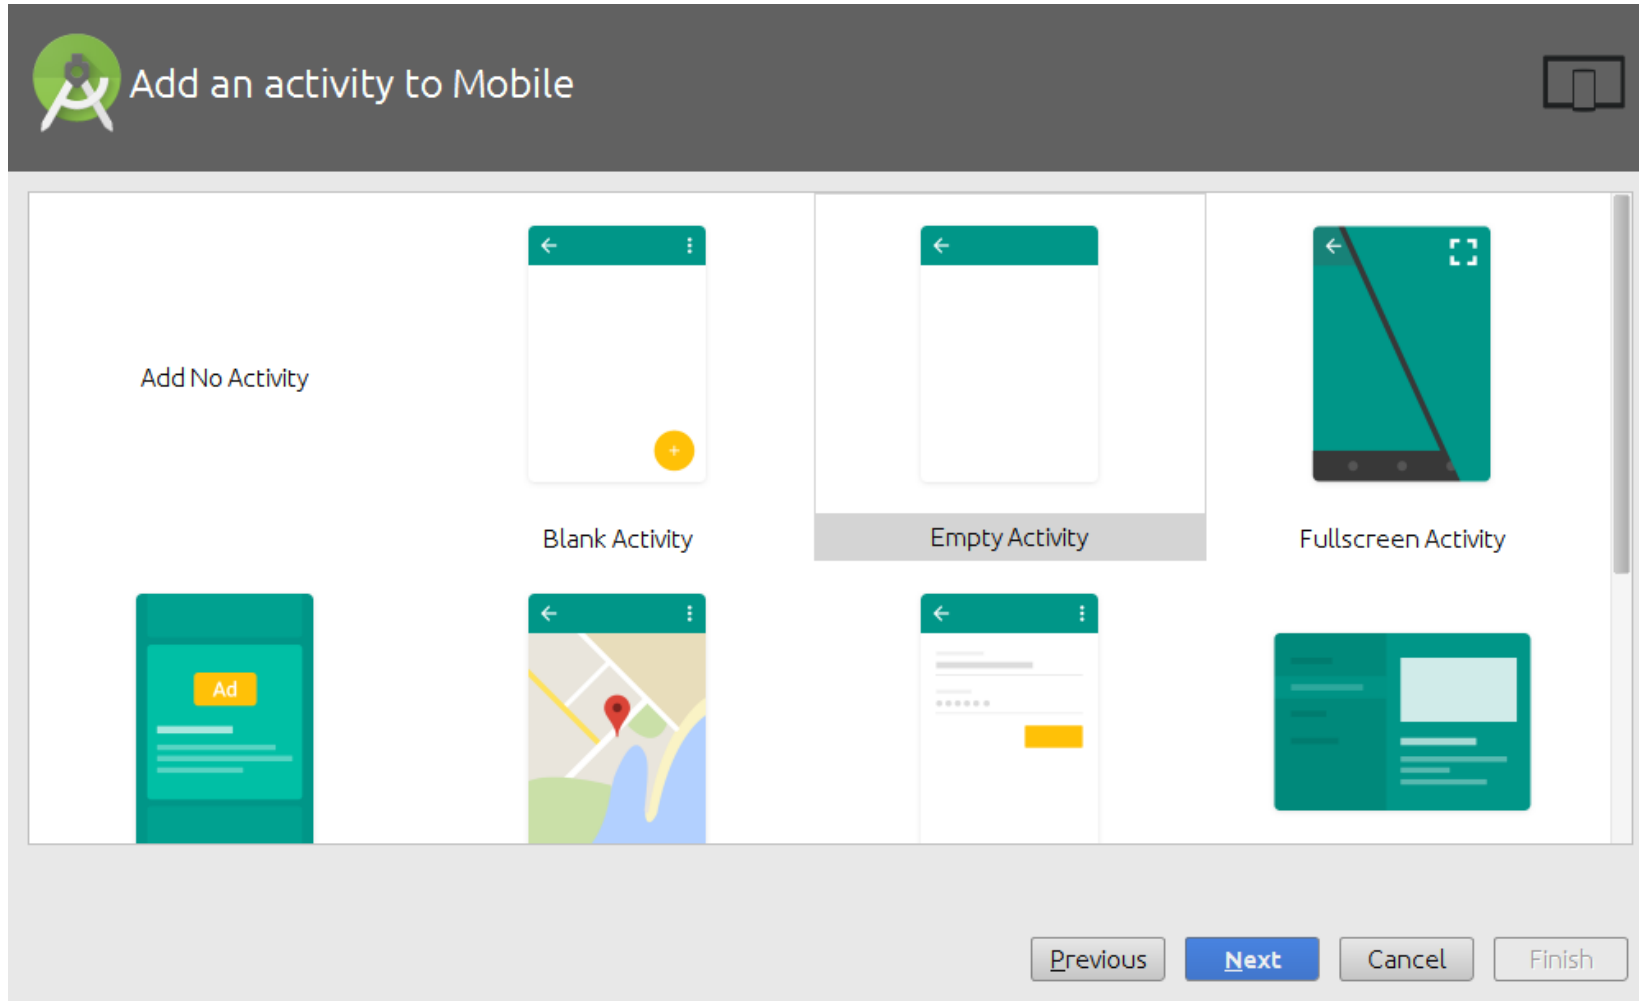 Add an activity to Mobile
Add No Activity
Blank Activity
Empty Activity
Fullscreen Activity
Ad
Previous
Next
Cancel
Finish